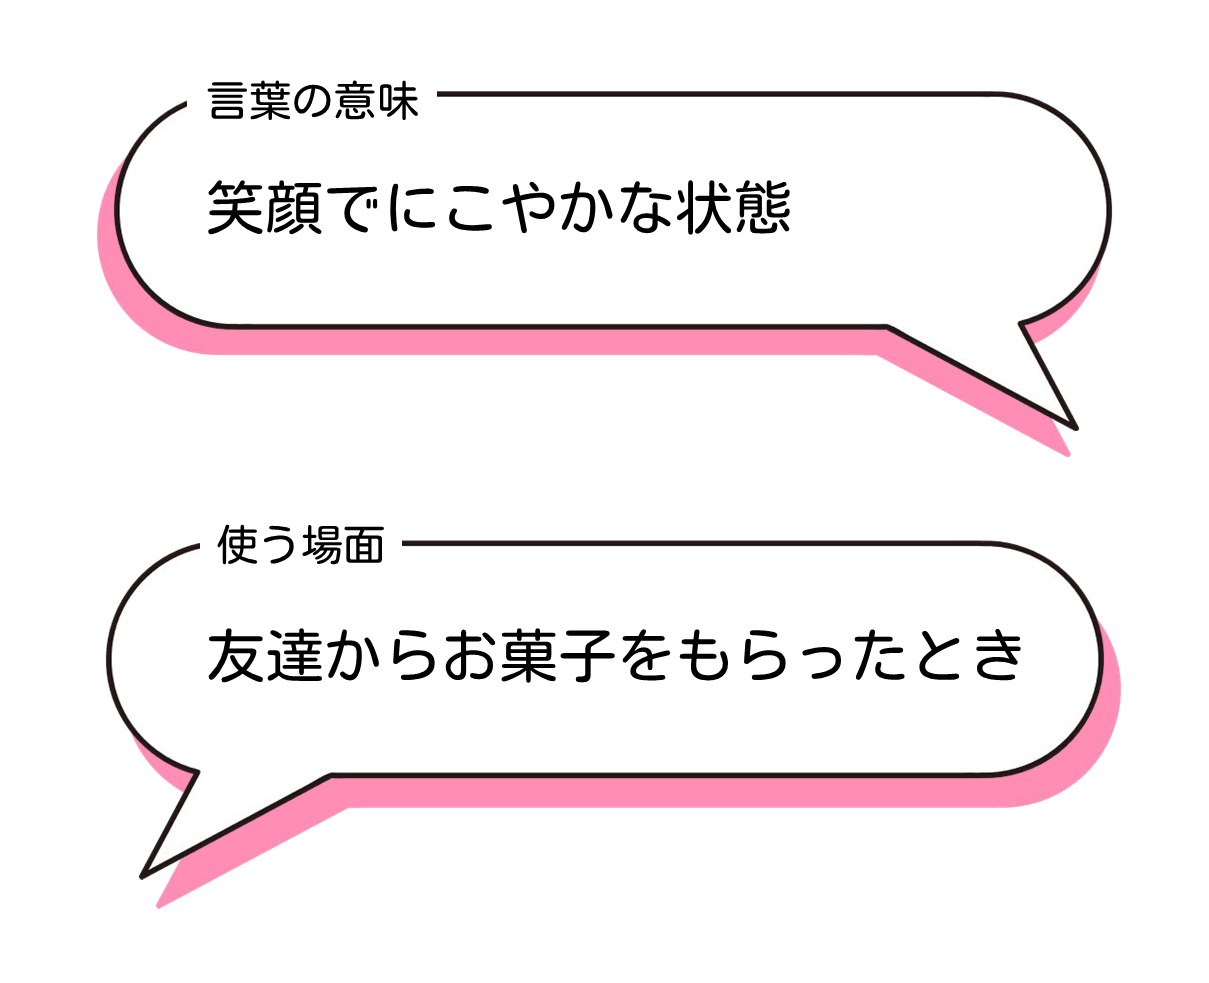 言葉の意味
笑顔でにこやかな状態
使う場面
友達からお菓子をもらったとき